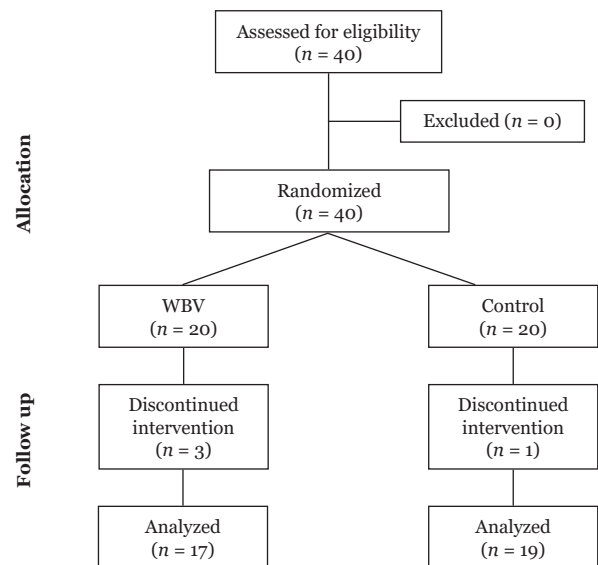 Assessed for eligibility
(n = 40)
Excluded (n = 0)
Allocation
Randomized
(n = 40)
WBV
(n = 20)
Control
(n = 20)
Follow up
Discontinued
intervention
(n = 3)
Discontinued
intervention
(n = 1)
Analyzed
(n = 17)
Analyzed
(n = 19)